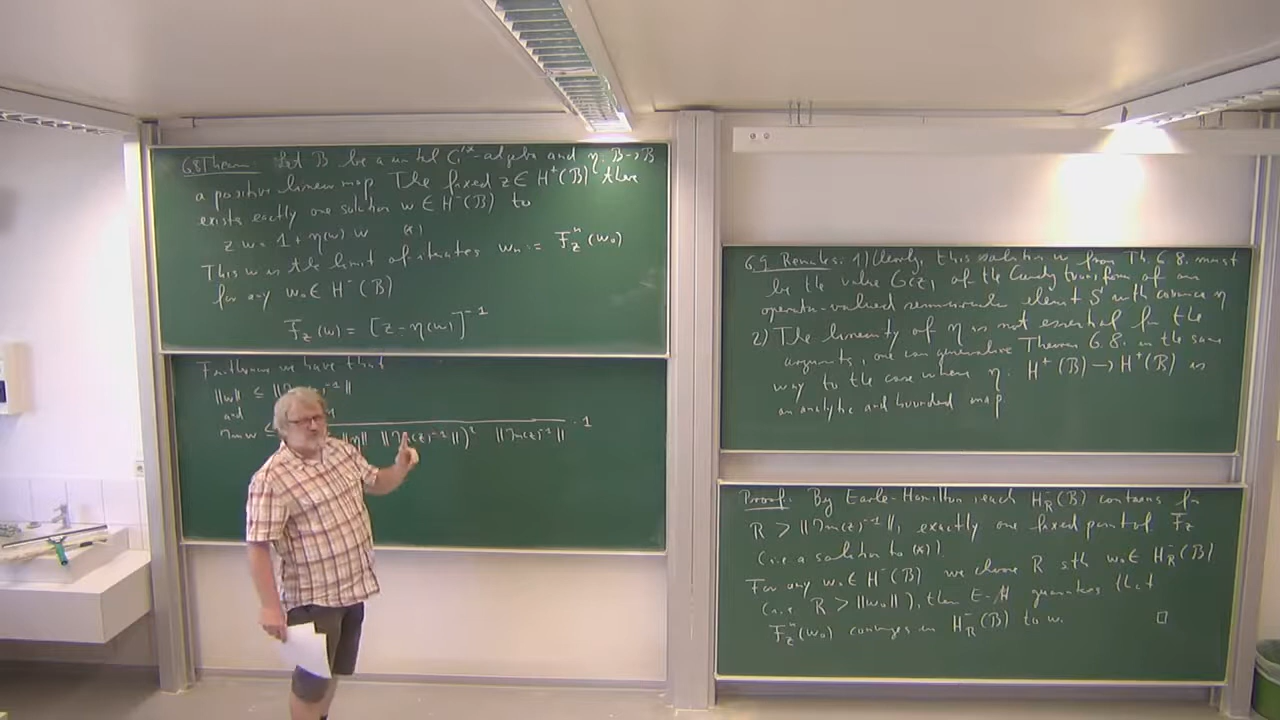 6.8 Theorem: Let B be a unital C*-algebra and η: B→B
a positive linear map. The fixed z ∈ H⁺(B) there
exists exactly one solution w ∈ H⁻(B) to
z w = 1 + η(w) w (*)
This w is the limit of iterates wₙ := F_zⁿ(w₀)
for any w₀ ∈ H⁻(B)
F_z(w) = [z - η(w)]⁻¹
Furthermore we have that
||w|| ≤ || ⁻¹||
and
Im w ≤ ||η|| ||Im(z)⁻¹||)² ||Im(z)⁻¹|| · 1
6.9 Remarks: 1) Clearly, this solution w from Th. 6.8. must
be the value G(z) of the Cauchy transform of an
operator-valued semicircular element S with covariance η
2) The linearity of η is not essential for the
arguments, one can generalize Theorem 6.8. in the same
way to the case where η: H⁺(B) → H⁺(B) is
an analytic and bounded map.
Proof: By Earle-Hamilton each H_R⁻(B) contains for
R > ||Im(z)⁻¹||, exactly one fixed point of F_z
(i.e. a solution to (*))
For any w₀ ∈ H⁻(B) we choose R sth w₀ ∈ H_R⁻(B)
(i.e. R > ||w₀||), then E-H guarantees that
F_zⁿ(w₀) converges in H_R⁻(B) to w. □